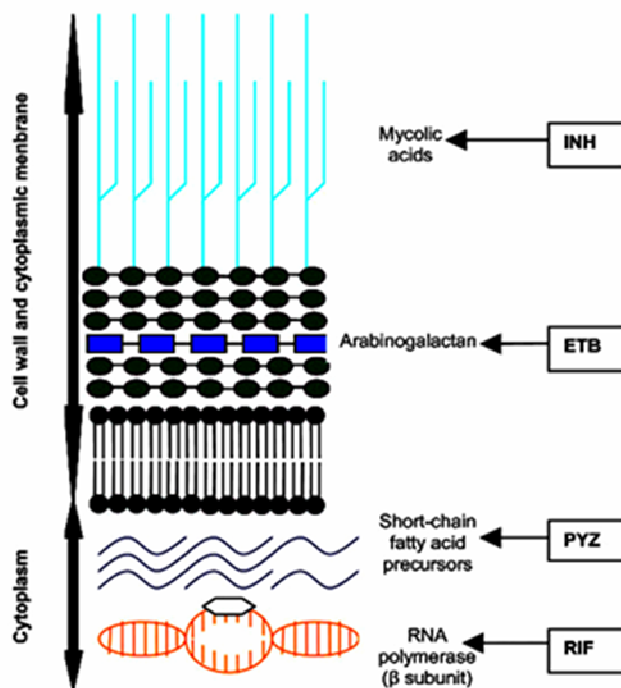 Cell wall and cytoplasmic menbrane
Mycolic
acids
INH
Arabinogalactan
ETB
Cytoplasm
Short-chain
fatty acid
precursors
PYZ
RNA
polymerase
(β subunit)
RIF